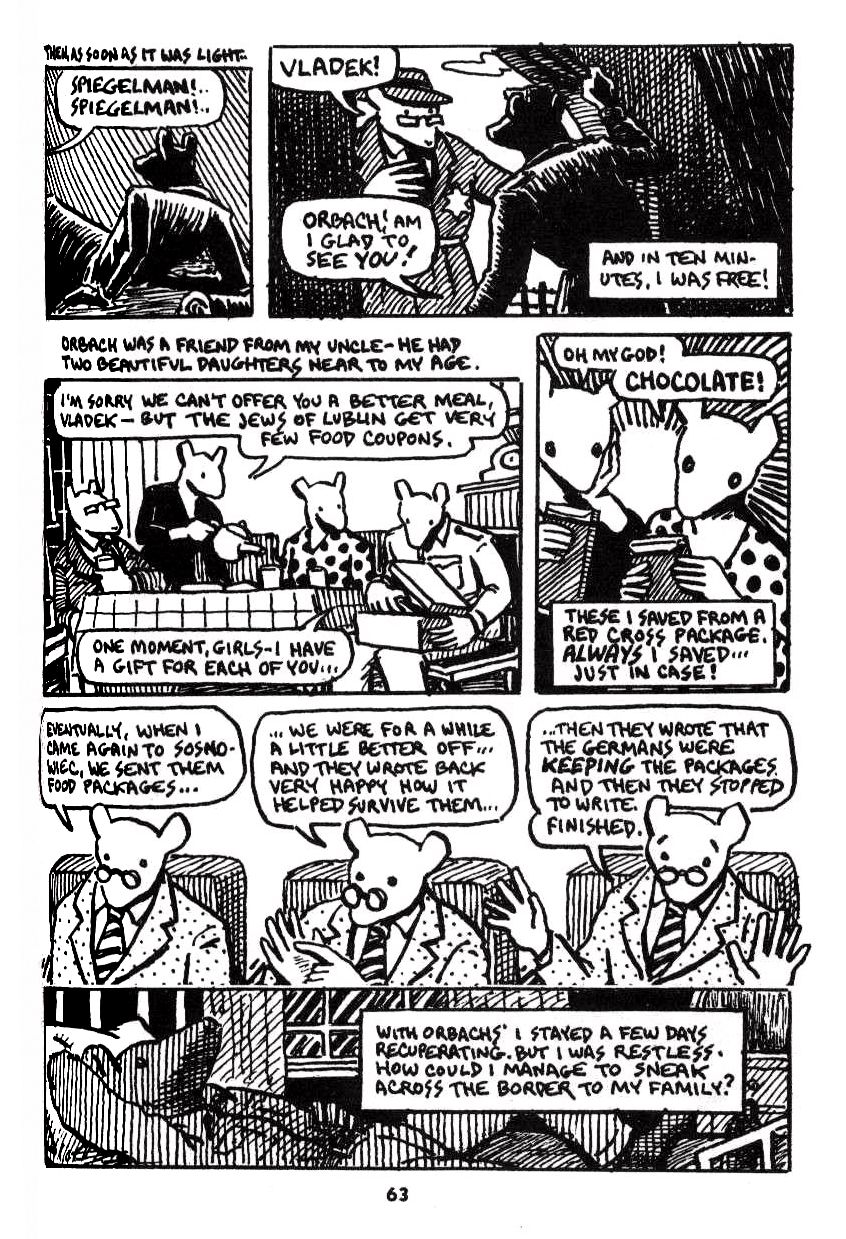 THEN, AS SOON AS IT WAS LIGHT..
SPIEGELMAN!..
SPIEGELMAN!..
VLADEK!
ORBACH! AM
I GLAD TO
SEE YOU!
AND IN TEN MIN-
UTES, I WAS FREE!
ORBACH WAS A FRIEND FROM MY UNCLE-HE HAD
TWO BEAUTIFUL DAUGHTERS NEAR TO MY AGE.
I'M SORRY WE CAN'T OFFER YOU A BETTER MEAL,
VLADEK-BUT THE JEWS OF LUBLIN GET VERY
FEW FOOD COUPONS.
ONE MOMENT, GIRLS-I HAVE
A GIFT FOR EACH OF YOU...
OH MY GOD!
CHOCOLATE!
THESE I SAVED FROM A
RED CROSS PACKAGE.
ALWAYS I SAVED...
JUST IN CASE!
EVENTUALLY, WHEN I
CAME AGAIN TO SOSNO-
WIEC, WE SENT THEM
FOOD PACKAGES...
... WE WERE FOR A WHILE
A LITTLE BETTER OFF...
AND THEY WROTE BACK
VERY HAPPY HOW IT
HELPED SURVIVE THEM...
...THEN THEY WROTE THAT
THE GERMANS WERE
KEEPING THE PACKAGES.
AND THEN THEY STOPPED
TO WRITE.
FINISHED.
WITH ORBACHS' I STAYED A FEW DAYS
RECUPERATING. BUT I WAS RESTLESS.
HOW COULD I MANAGE TO SNEAK
ACROSS THE BORDER TO MY FAMILY?
63